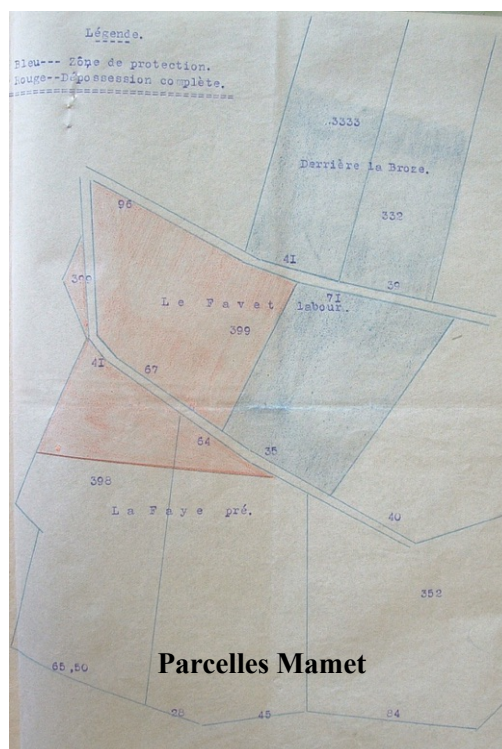 Légende.
Bleu--- Zône de protection.
Rouge--Dépossession complète.
..3333
Derrière la Broze.
96
332
41
399
39
71
Le Favet labour..
399
41
67
64
35
398
La Faye pré.
40
352
Parcelles Mamet
65,50
28
45
84